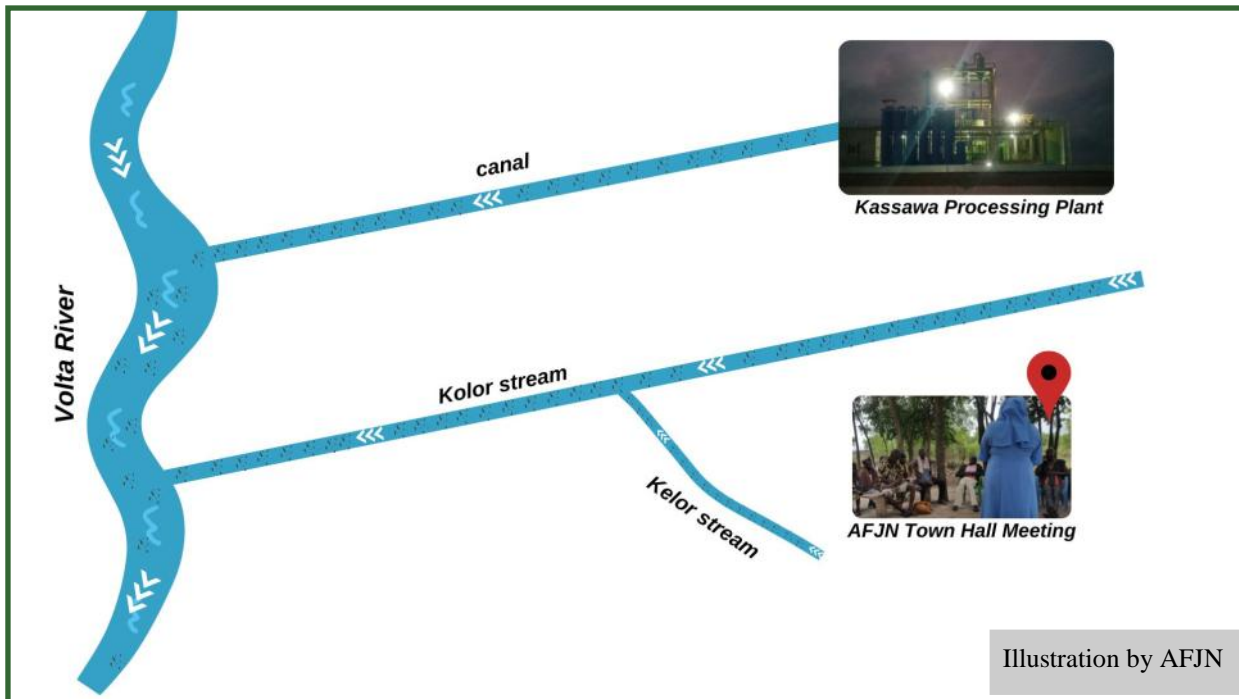 canal
Kassawa Processing Plant
Volta River
Kolor stream
Kelor stream
AFJN Town Hall Meeting
Illustration by AFJN